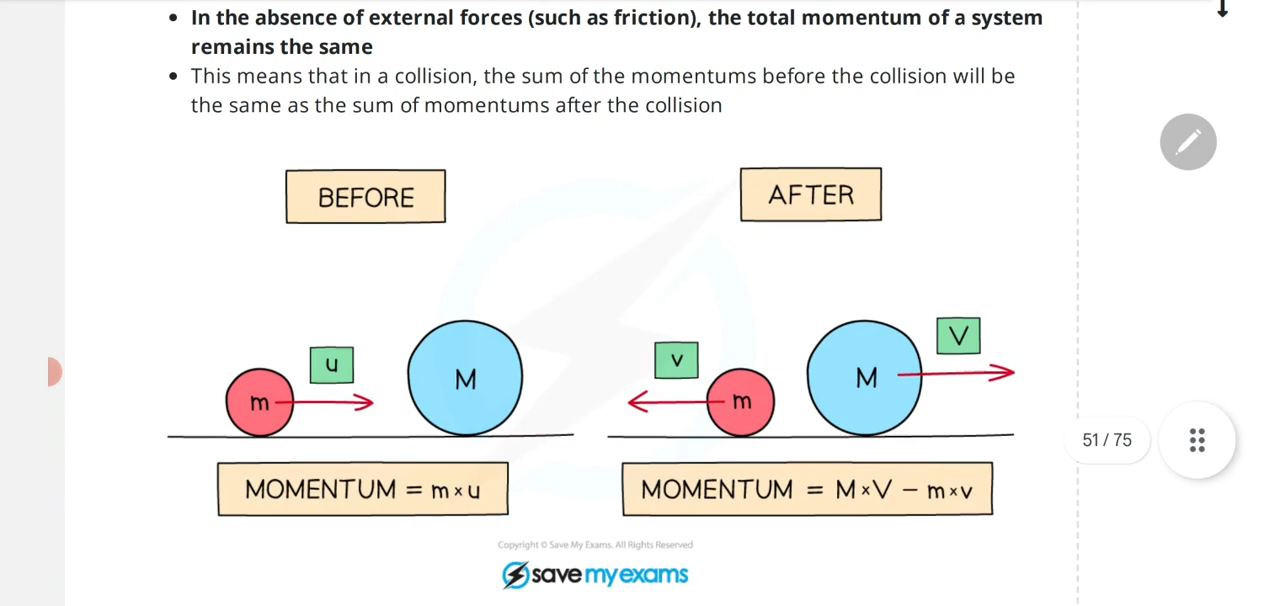 • In the absence of external forces (such as friction), the total momentum of a system
remains the same
• This means that in a collision, the sum of the momentums before the collision will be
the same as the sum of momentums after the collision
BEFORE
AFTER
u
M
m
v
m
M
V
51 / 75
MOMENTUM = m × u
MOMENTUM = M × V – m × v
Copyright © Save My Exams. All Rights Reserved
savemyexams